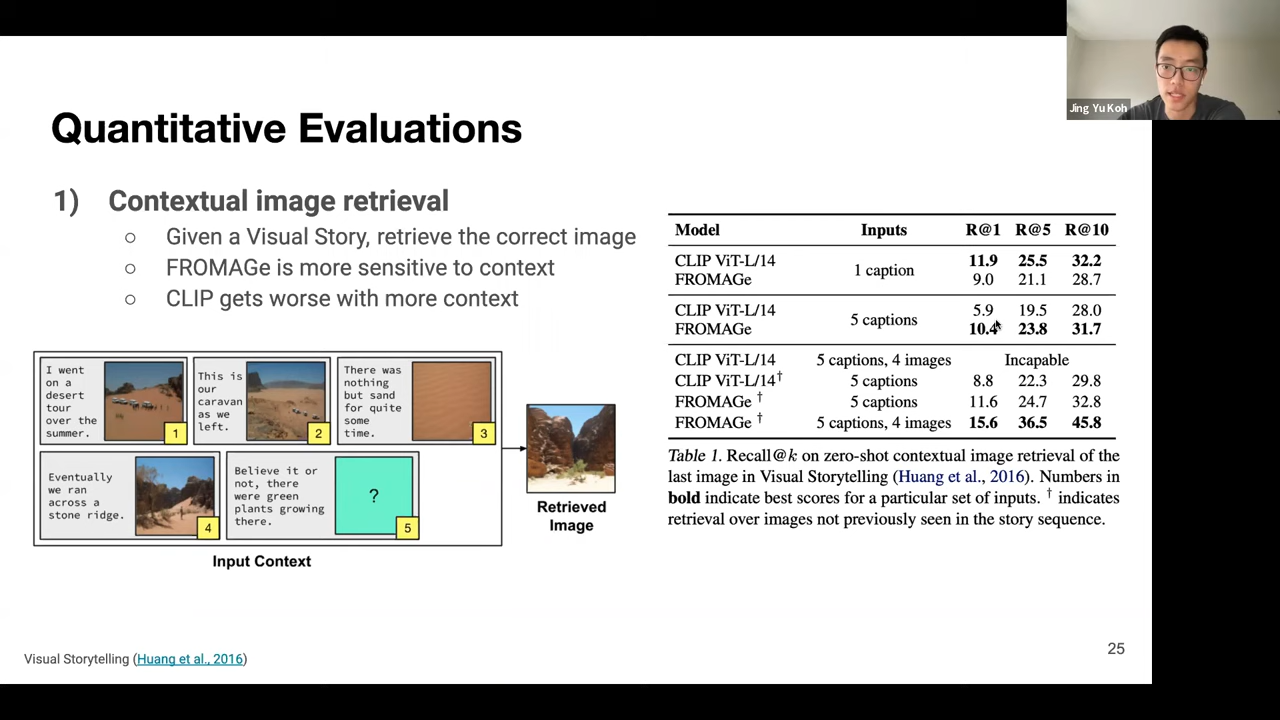 Jing Yu Koh
Quantitative Evaluations
1) Contextual image retrieval
○ Given a Visual Story, retrieve the correct image
○ FROMAGe is more sensitive to context
○ CLIP gets worse with more context
I went
on a
desert
tour
over the
summer.
1
This is
our
caravan
as we
left.
2
There was
nothing
but sand
for quite
some
time.
3
Eventually
we ran
across a
stone ridge.
4
Believe it or
not, there
were green
plants growing
there.
?
5
Input Context
Retrieved
Image
Model Inputs R@1 R@5 R@10
CLIP ViT-L/14 1 caption 11.9 25.5 32.2
FROMAGe 9.0 21.1 28.7
CLIP ViT-L/14 5 captions 5.9 19.5 28.0
FROMAGe 10.4 23.8 31.7
CLIP ViT-L/14 5 captions, 4 images Incapable
CLIP ViT-L/14† 5 captions 8.8 22.3 29.8
FROMAGe † 5 captions 11.6 24.7 32.8
FROMAGe † 5 captions, 4 images 15.6 36.5 45.8
Table 1. Recall@k on zero-shot contextual image retrieval of the
last image in Visual Storytelling (Huang et al., 2016). Numbers in
bold indicate best scores for a particular set of inputs. † indicates
retrieval over images not previously seen in the story sequence.
Visual Storytelling (Huang et al., 2016)
25